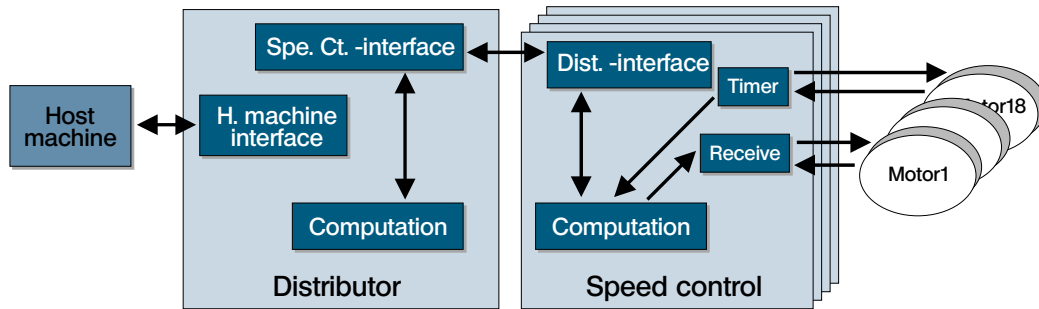 Host
machine
Spe. Ct. -interface
H. machine
interface
Computation
Distributor
Dist. -interface
Timer
Receive
Computation
Speed control
Motor1